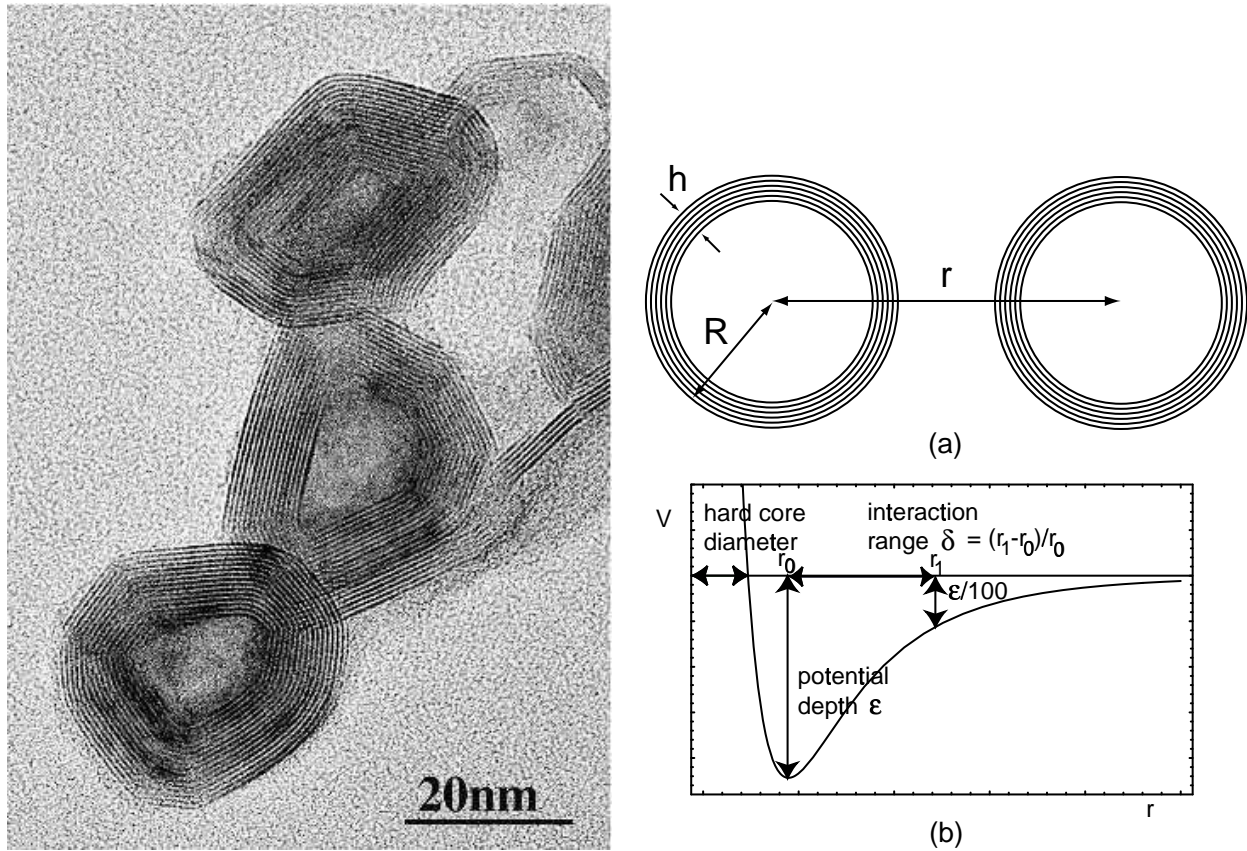 20nm
h
r
R
(a)
V
hard core
diameter
interaction
range δ = (r₁-r₀)/r₀
r₀
r₁
ε/100
potential
depth ε
r
(b)